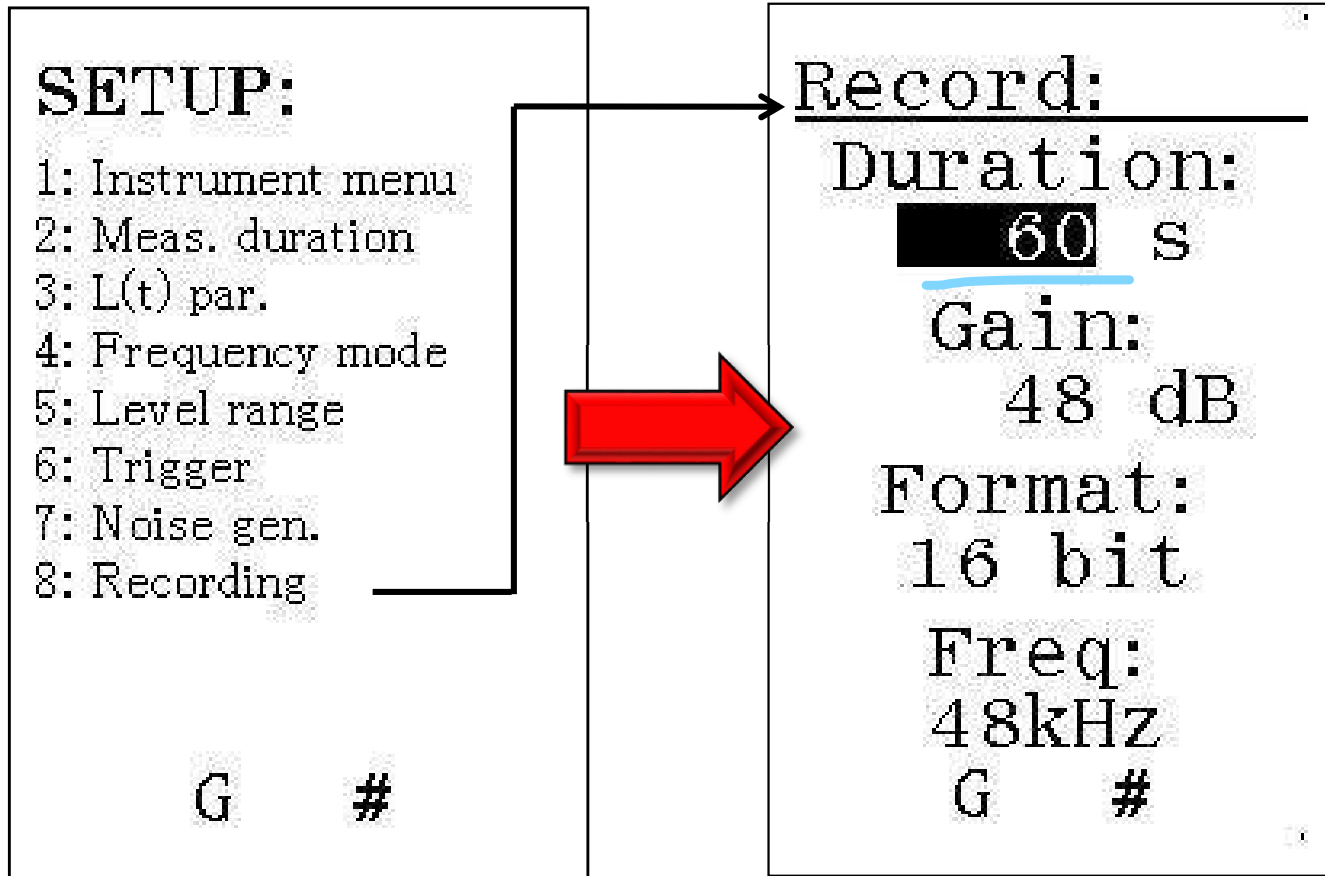 SETUP:
1: Instrument menu
2: Meas. duration
3: L(t) par.
4: Frequency mode
5: Level range
6: Trigger
7: Noise gen.
8: Recording
G #
Record:
Duration:
60 s
Gain:
48 dB
Format:
16 bit
Freq:
48kHz
G #